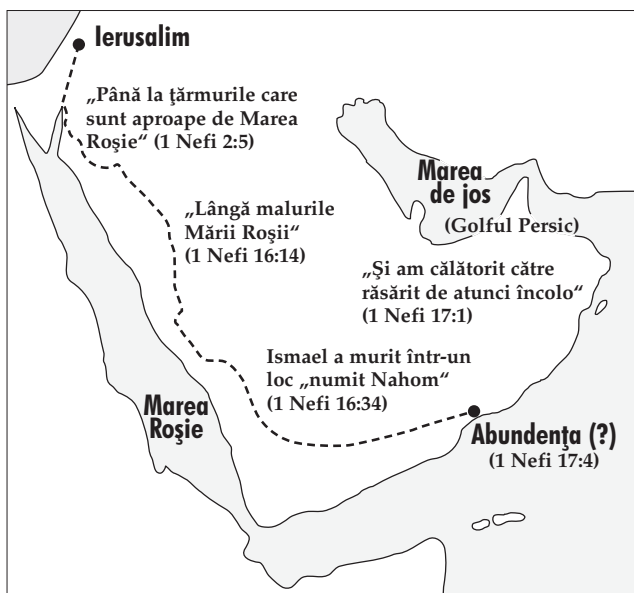 Ierusalim
„Până la ţărmurile care
sunt aproape de Marea
Roşie“ (1 Nefi 2:5)
Marea
de jos
(Golful Persic)
„Lângă malurile
Mării Roşii“
(1 Nefi 16:14)
„Şi am călătorit către
răsărit de atunci încolo“
(1 Nefi 17:1)
Ismael a murit într-un
loc „numit Nahom“
(1 Nefi 16:34)
Marea
Roşie
Abundenţa (?)
(1 Nefi 17:4)